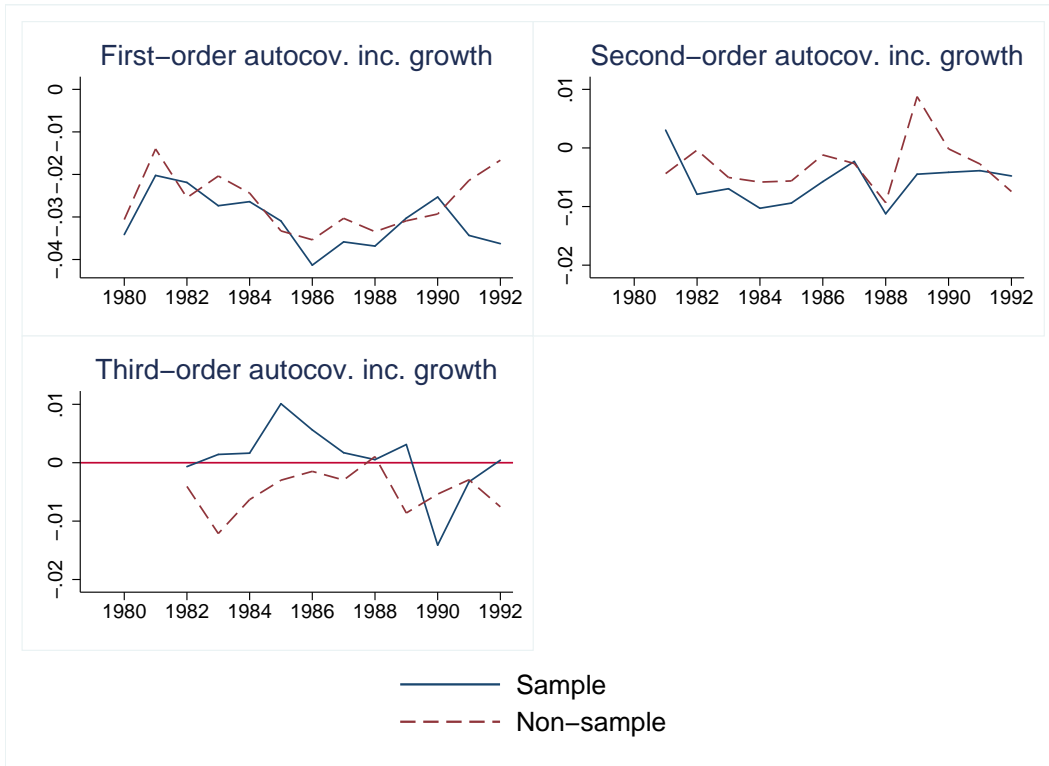 First−order autocov. inc. growth
0
−.01
−.02
−.03
−.04
1980 1982 1984 1986 1988 1990 1992
Second−order autocov. inc. growth
.01
0
−.01
−.02
1980 1982 1984 1986 1988 1990 1992
Third−order autocov. inc. growth
.01
0
−.01
−.02
1980 1982 1984 1986 1988 1990 1992
Sample
Non−sample